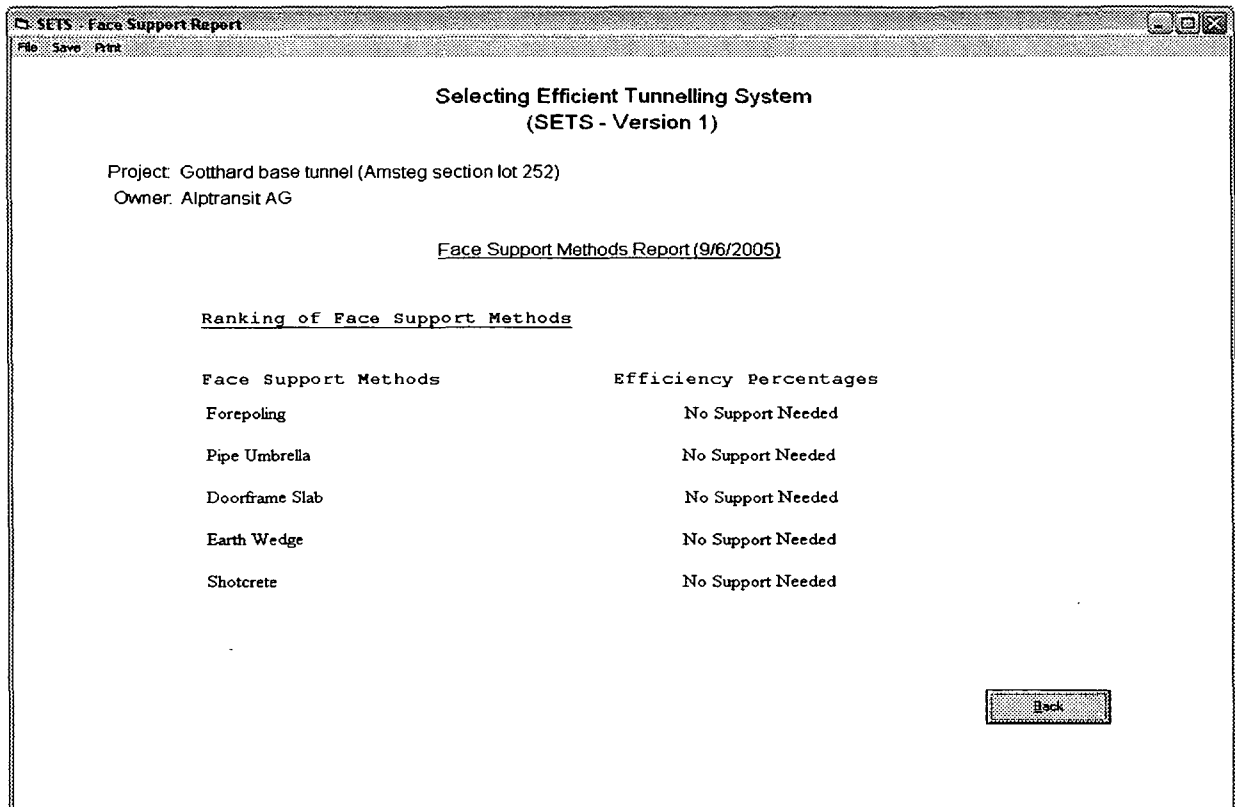 SETS - Face Support Report
File Save Print
Selecting Efficient Tunnelling System
(SETS - Version 1)
Project: Gotthard base tunnel (Amsteg section lot 252)
Owner: Alptransit AG
Face Support Methods Report (9/6/2005)
Ranking of Face Support Methods
Face Support Methods Efficiency Percentages
Forepoling No Support Needed
Pipe Umbrella No Support Needed
Doorframe Slab No Support Needed
Earth Wedge No Support Needed
Shotcrete No Support Needed
Back